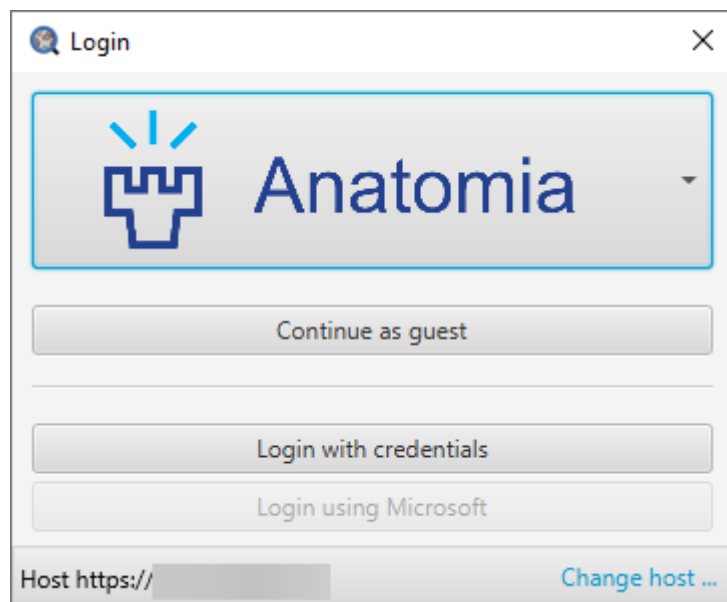 Login
Anatomia
Continue as guest
Login with credentials
Login using Microsoft
Host https://
Change host ...